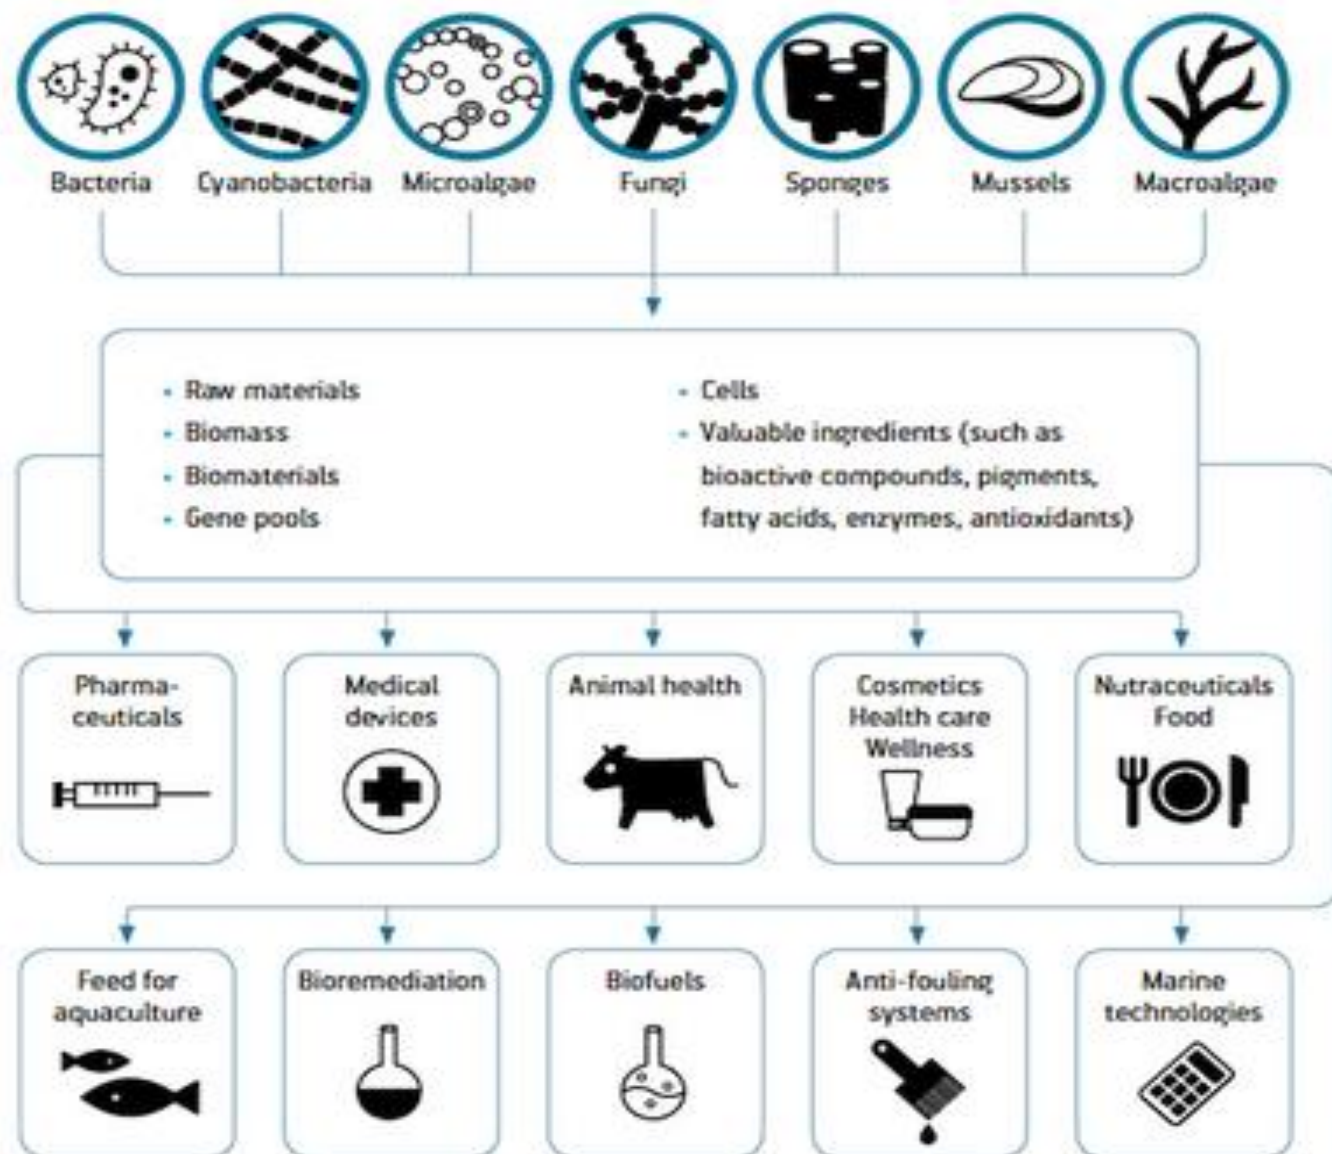 Bacteria
Cyanobacteria
Microalgae
Fungi
Sponges
Mussels
Macroalgae
• Raw materials
• Biomass
• Biomaterials
• Gene pools
• Cells
• Valuable ingredients (such as
bioactive compounds, pigments,
fatty acids, enzymes, antioxidants)
Pharma-
ceuticals
Medical
devices
Animal health
Cosmetics
Health care
Wellness
Nutraceuticals
Food
Feed for
aquaculture
Bioremediation
Biofuels
Anti-fouling
systems
Marine
technologies